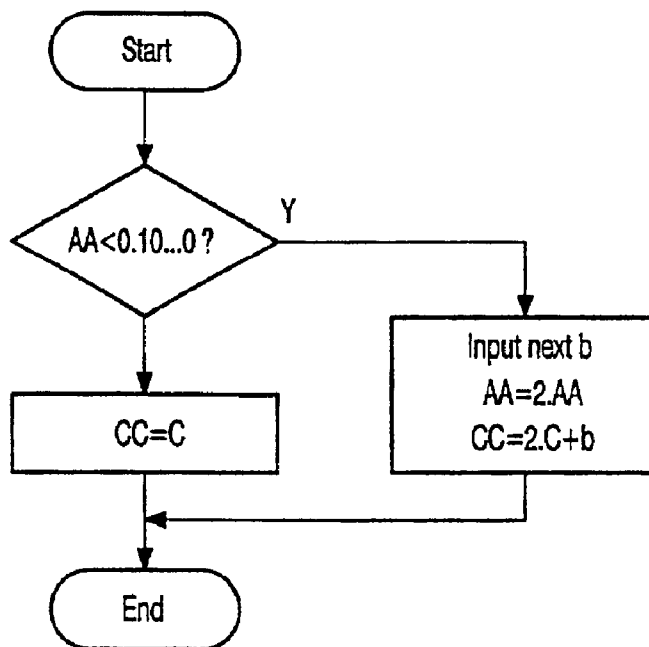 Start
AA<0.10...0 ?
Y
Input next b
AA=2.AA
CC=2.C+b
CC=C
End